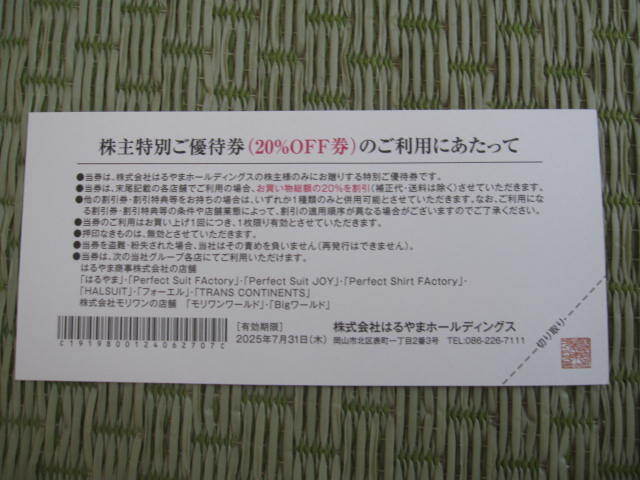 株主特別ご優待券(20%OFF券)のご利用にあたって
●当券は、株式会社はるやまホールディングスの株主様のみにお贈りする特別ご優待券です。
●当券は、末尾記載の各店舗でご利用の場合、お買い物総額の20%を割引(補正代・送料は除く)させていただきます。
●他の割引券・割引特典等をお持ちの場合は、いずれか1種類のみと併用可能とさせていただきます。なお、ご利用になる
る割引券・割引特典等の条件や店舗業態によって、割引の適用順序が異なる場合がございますのでご了承ください。
●当券のご利用はお買い上げ1回につき、1枚限り有効とさせていただきます。
●押印なきものは、無効とさせていただきます。
●当券を盗難・紛失された場合、当社はその責めを負いません(再発行はできません)。
●当券は、次の当社グループ各店にてご利用いただけます。
はるやま商事株式会社の店舗
「はるやま」・「Perfect Suit FActory」・「Perfect Suit JOY」・「Perfect Shirt FActory」・
「HALSUIT」・「フォーエル」・「TRANS CONTINENTS」
株式会社モリワンの店舗 「モリワンワールド」・「Bigワールド」
C1919800124062707C
[有効期限]
2025年7月31日(木)
株式会社はるやまホールディングス
岡山市北区表町一丁目2番3号 TEL:086-226-7111
切り取り